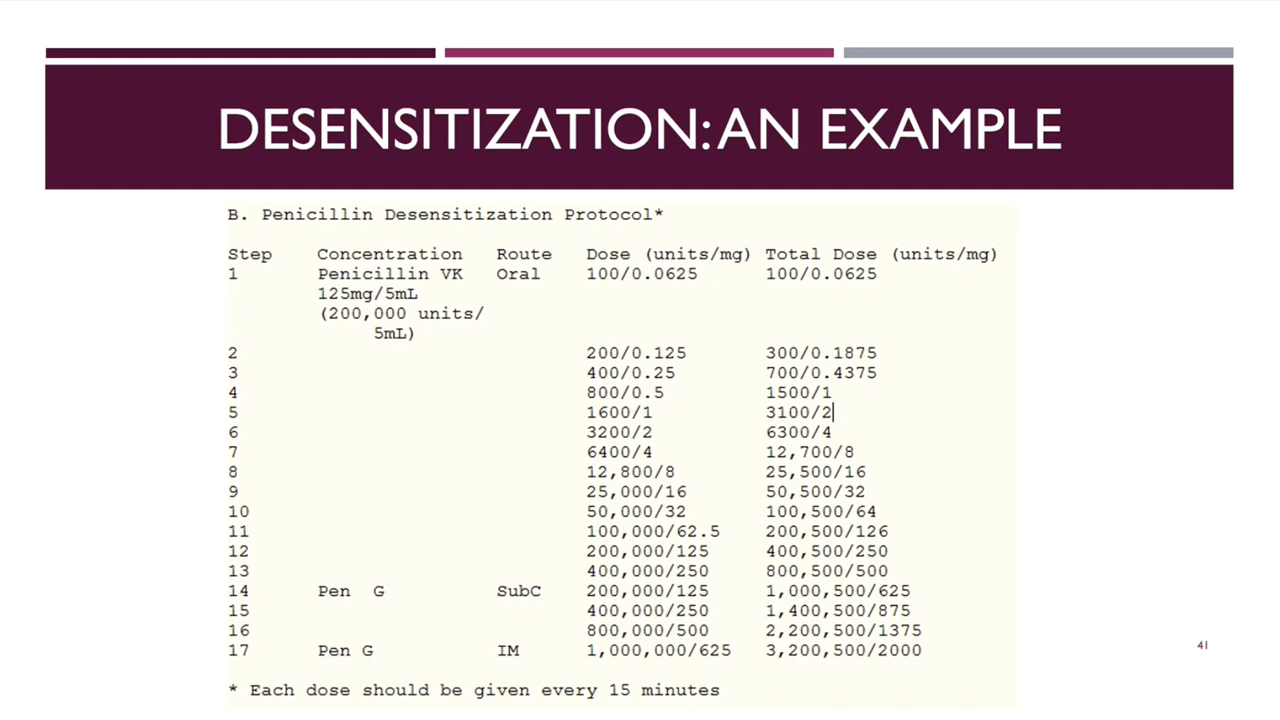 DESENSITIZATION: AN EXAMPLE
B. Penicillin Desensitization Protocol*
Step Concentration Route Dose (units/mg) Total Dose (units/mg)
1 Penicillin VK Oral 100/0.0625 100/0.0625
125mg/5mL
(200,000 units/
5mL)
2 200/0.125 300/0.1875
3 400/0.25 700/0.4375
4 800/0.5 1500/1
5 1600/1 3100/2
6 3200/2 6300/4
7 6400/4 12,700/8
8 12,800/8 25,500/16
9 25,000/16 50,500/32
10 50,000/32 100,500/64
11 100,000/62.5 200,500/126
12 200,000/125 400,500/250
13 400,000/250 800,500/500
14 Pen G SubC 200,000/125 1,000,500/625
15 400,000/250 1,400,500/875
16 800,000/500 2,200,500/1375
17 Pen G IM 1,000,000/625 3,200,500/2000
* Each dose should be given every 15 minutes
41